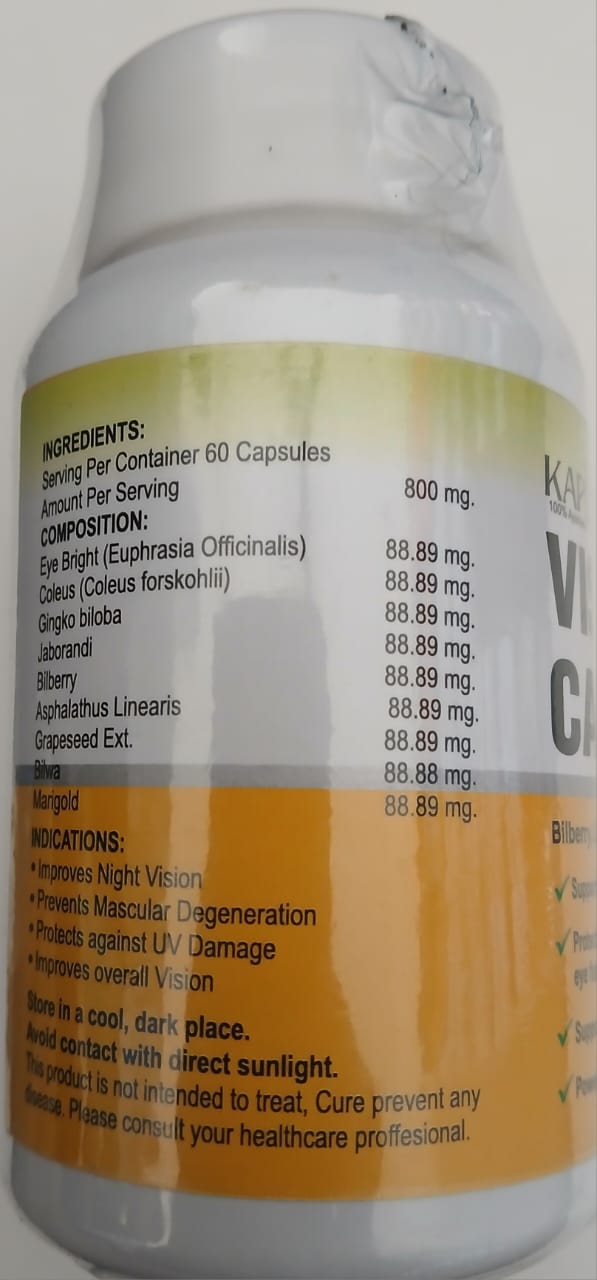 INGREDIENTS:
Serving Per Container 60 Capsules
Amount Per Serving 800 mg.
COMPOSITION:
Eye Bright (Euphrasia Officinalis) 88.89 mg.
Coleus (Coleus forskohlii) 88.89 mg.
Gingko biloba 88.89 mg.
Jaborandi 88.89 mg.
Bilberry 88.89 mg.
Asphalathus Linearis 88.89 mg.
Grapeseed Ext. 88.89 mg.
Bilwa 88.88 mg.
Marigold 88.89 mg.
INDICATIONS:
• Improves Night Vision
• Prevents Mascular Degeneration
• Protects against UV Damage
• Improves overall Vision
Store in a cool, dark place.
Avoid contact with direct sunlight.
This product is not intended to treat, Cure prevent any
disease. Please consult your healthcare proffesional.
KAP
100%
VI
CA
Bilberry,
eye